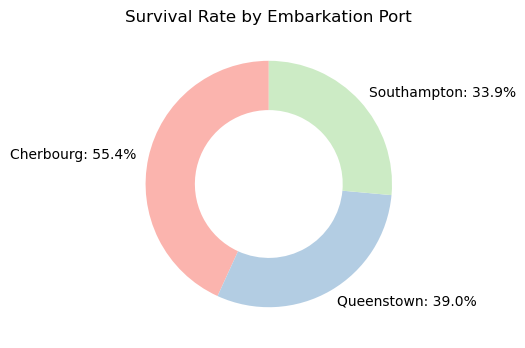 Survival Rate by Embarkation Port
Southampton: 33.9%
Cherbourg: 55.4%
Queenstown: 39.0%